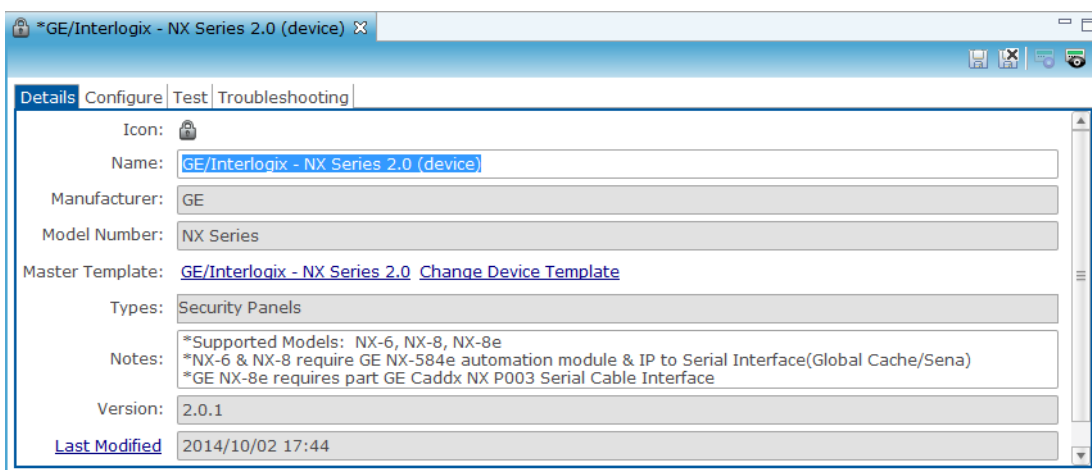 *GE/Interlogix - NX Series 2.0 (device)
Details Configure Test Troubleshooting
Icon:
Name: GE/Interlogix - NX Series 2.0 (device)
Manufacturer: GE
Model Number: NX Series
Master Template: GE/Interlogix - NX Series 2.0 Change Device Template
Types: Security Panels
Notes: *Supported Models: NX-6, NX-8, NX-8e
*NX-6 & NX-8 require GE NX-584e automation module & IP to Serial Interface(Global Cache/Sena)
*GE NX-8e requires part GE Caddx NX P003 Serial Cable Interface
Version: 2.0.1
Last Modified 2014/10/02 17:44